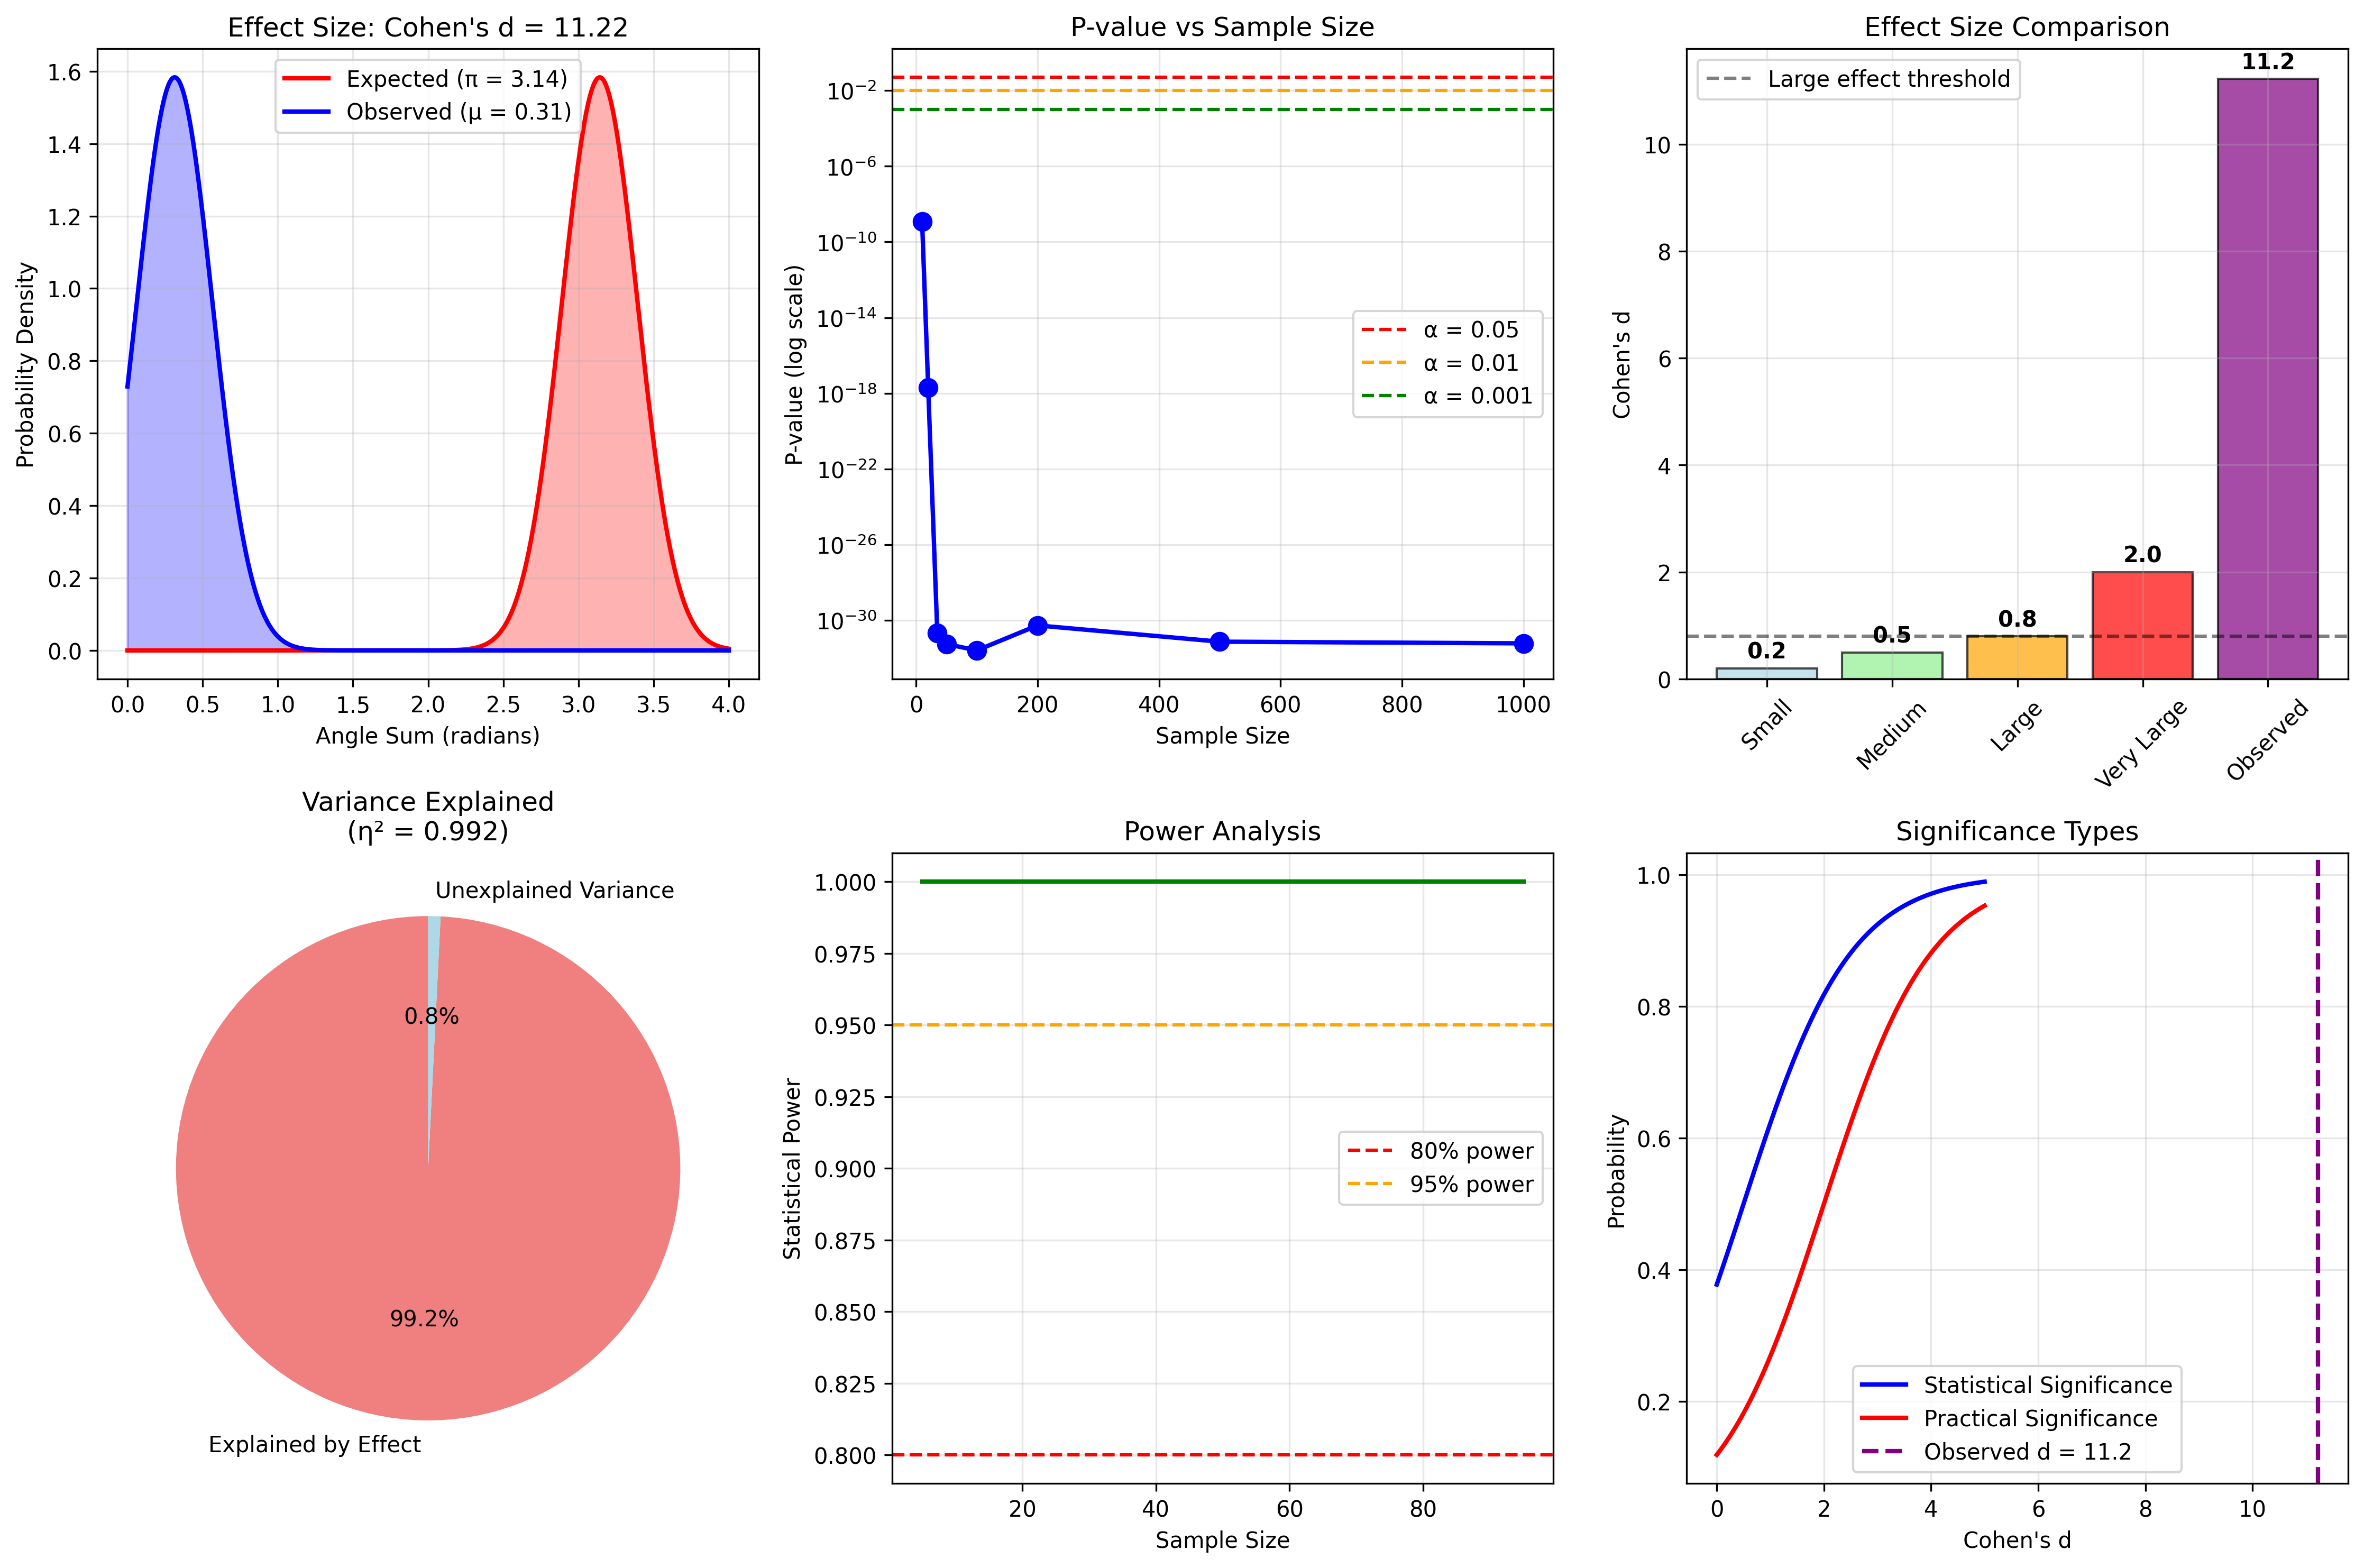 Effect Size: Cohen's d = 11.22
Expected (π = 3.14)
Observed (μ = 0.31)
1.6
1.4
1.2
1.0
0.8
0.6
0.4
0.2
0.0
Probability Density
0.0 0.5 1.0 1.5 2.0 2.5 3.0 3.5 4.0
Angle Sum (radians)
P-value vs Sample Size
10⁻²
10⁻⁶
10⁻¹⁰
10⁻¹⁴
10⁻¹⁸
10⁻²²
10⁻²⁶
10⁻³⁰
P-value (log scale)
α = 0.05
α = 0.01
α = 0.001
0 200 400 600 800 1000
Sample Size
Effect Size Comparison
Large effect threshold
11.2
2.0
0.8
0.5
0.2
10
8
6
4
2
0
Cohen's d
Small
Medium
Large
Very Large
Observed
Variance Explained
(η² = 0.992)
Unexplained Variance
0.8%
99.2%
Explained by Effect
Power Analysis
1.000
0.975
0.950
0.925
0.900
0.875
0.850
0.825
0.800
Statistical Power
80% power
95% power
20 40 60 80
Sample Size
Significance Types
1.0
0.8
0.6
0.4
0.2
Probability
Statistical Significance
Practical Significance
Observed d = 11.2
0 2 4 6 8 10
Cohen's d